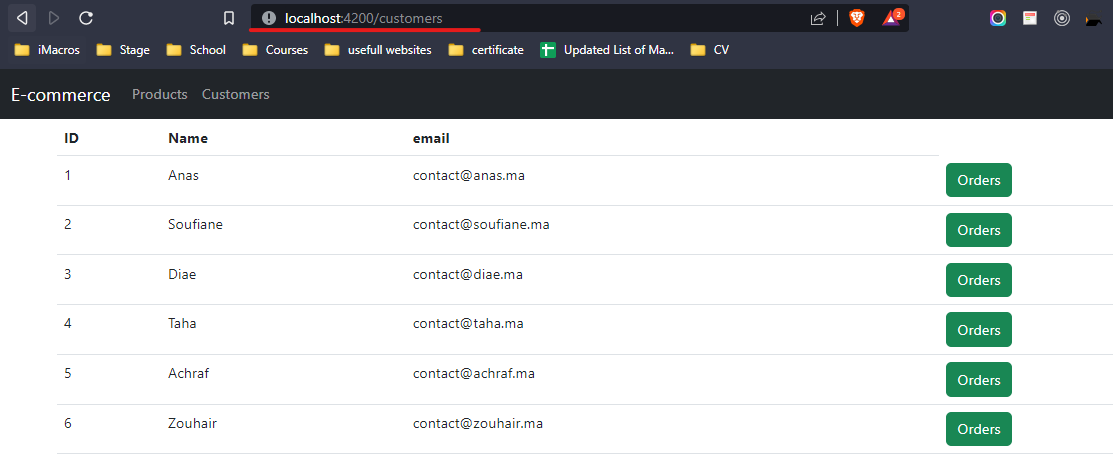 localhost:4200/customers
2
iMacros Stage School Courses usefull websites certificate Updated List of Ma... CV
E-commerce Products Customers
ID Name email
1 Anas contact@anas.ma Orders
2 Soufiane contact@soufiane.ma Orders
3 Diae contact@diae.ma Orders
4 Taha contact@taha.ma Orders
5 Achraf contact@achraf.ma Orders
6 Zouhair contact@zouhair.ma Orders